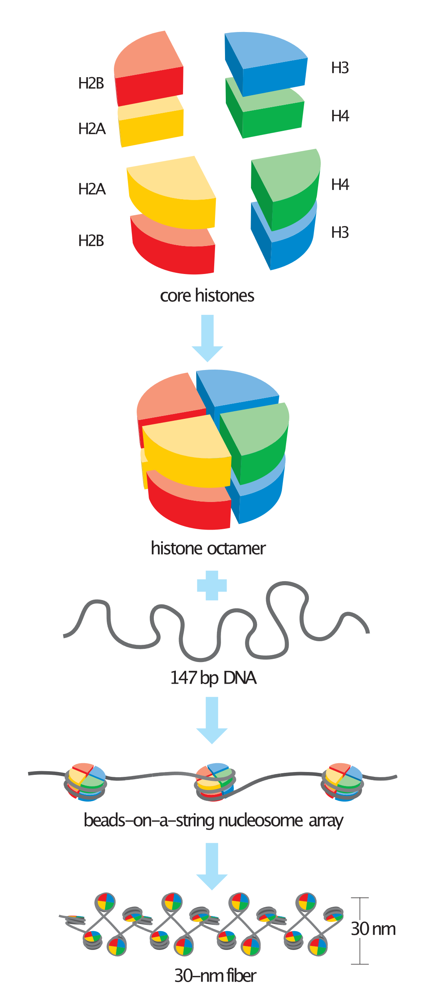 H3
H2B
H4
H2A
H4
H2A
H3
H2B
core histones
histone octamer
147 bp DNA
beads–on–a–string nucleosome array
30 nm
30–nm fiber